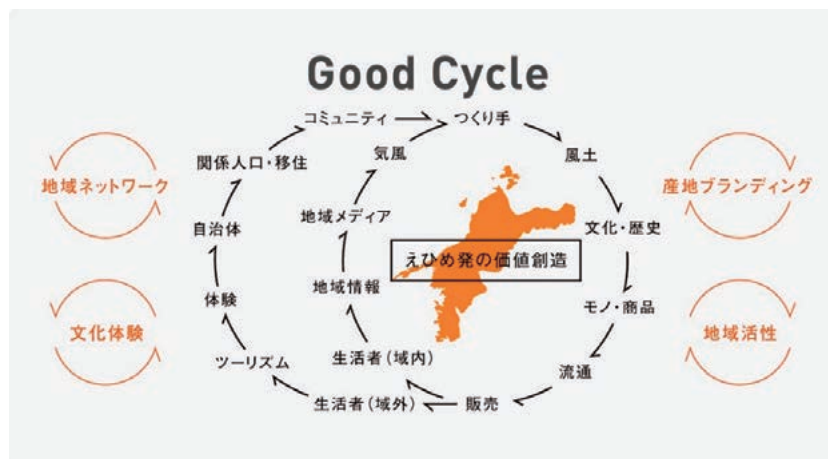 Good Cycle
コミュニティ
つくり手
気風
風土
関係人口・移住
地域ネットワーク
産地ブランディング
地域メディア
自治体
文化・歴史
えひめ発の価値創造
地域情報
体験
モノ・商品
文化体験
地域活性
ツーリズム
生活者(域内)
流通
生活者(域外)
販売